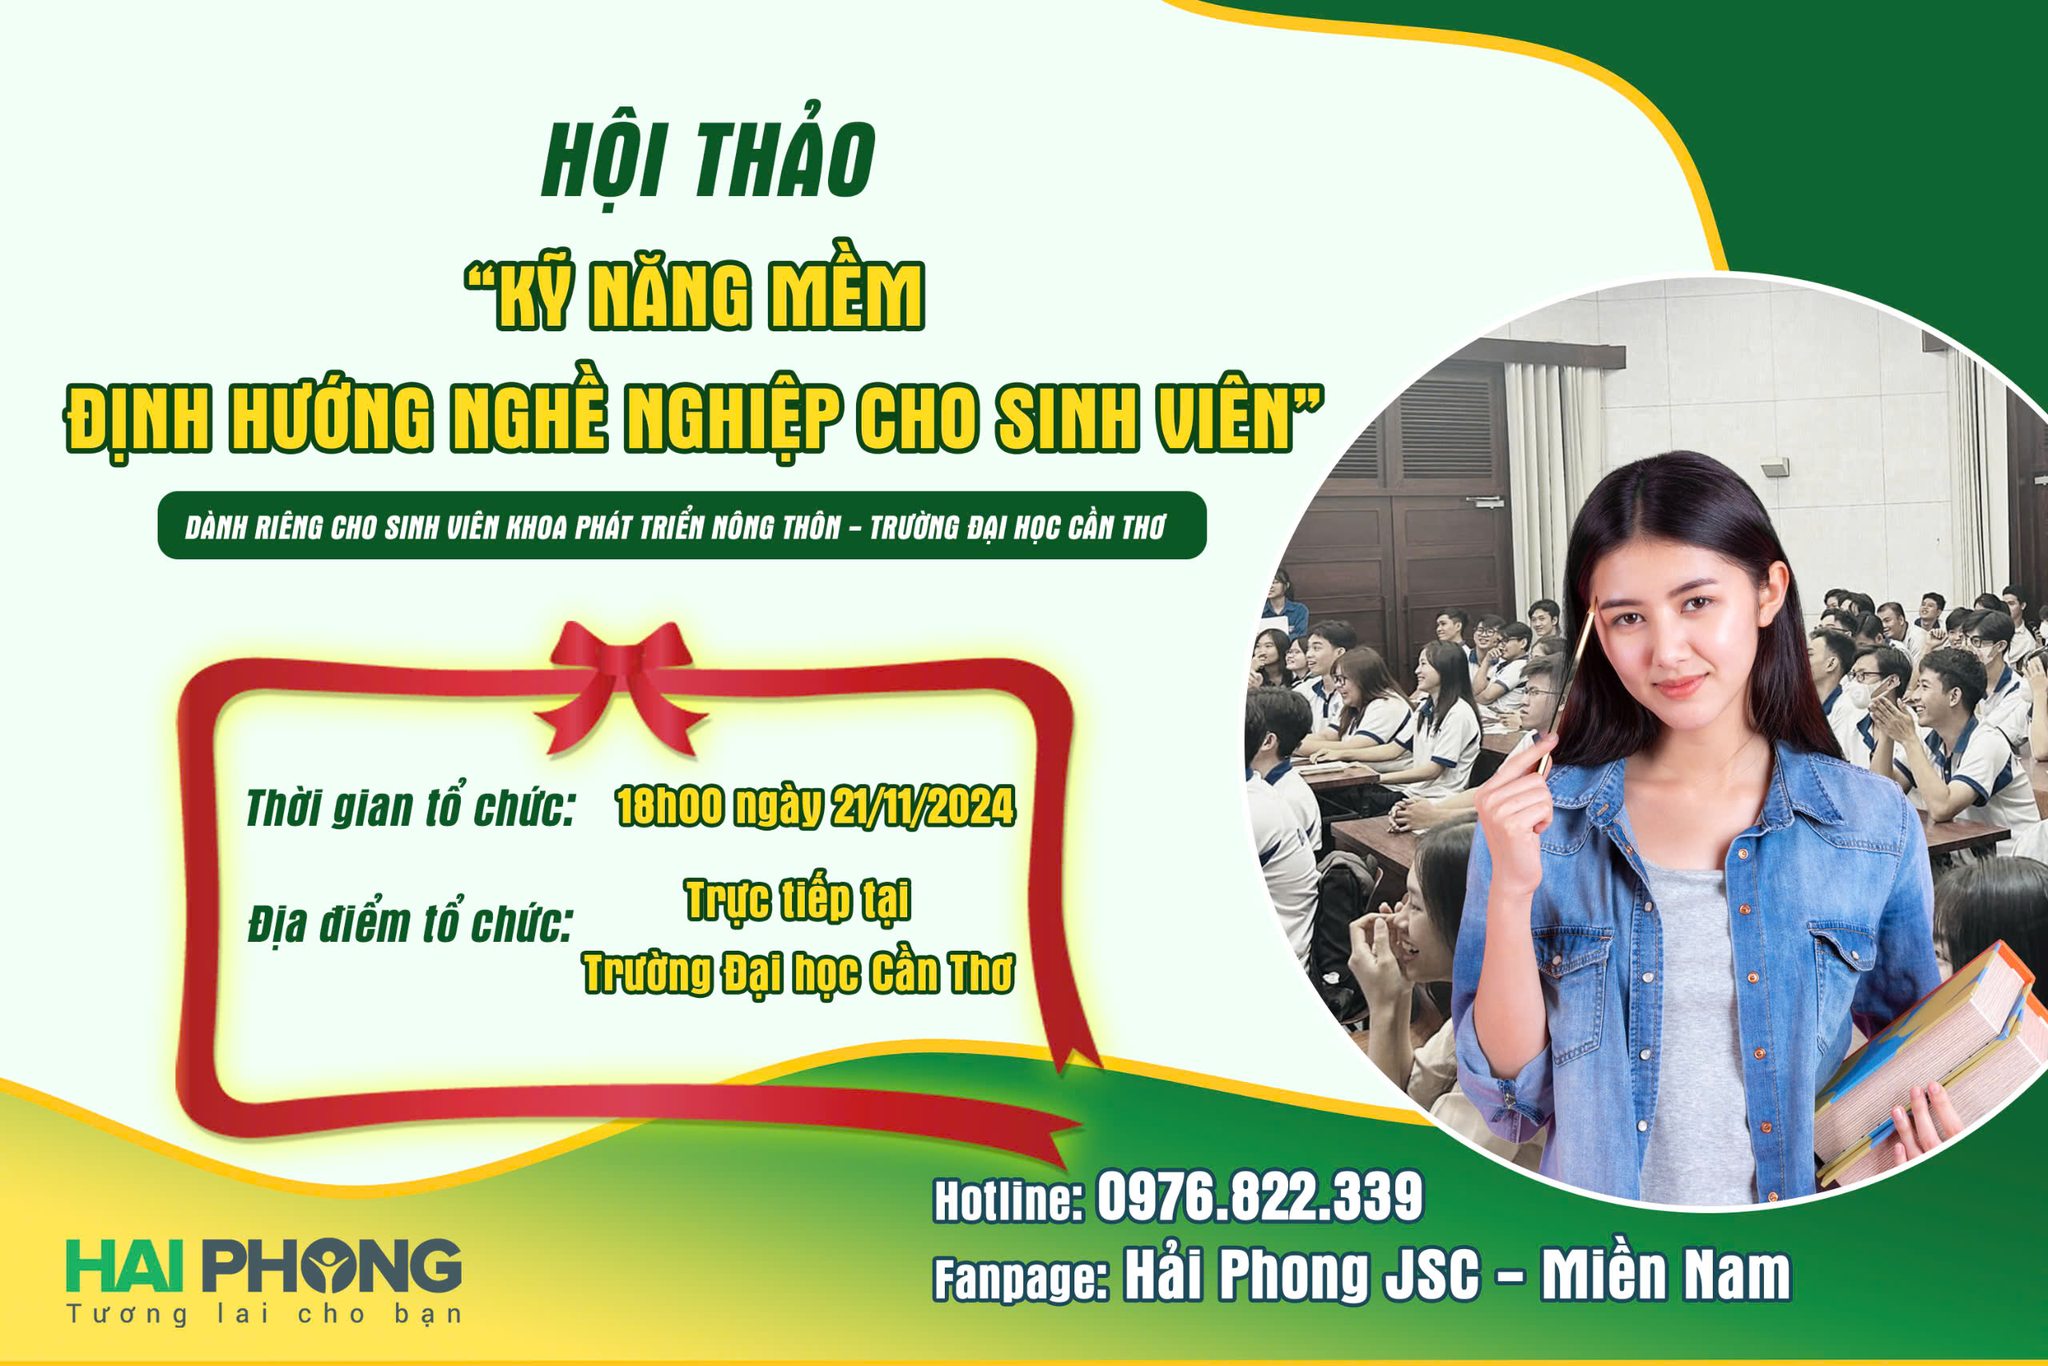 HỘI THẢO
“KỸ NĂNG MỀM
ĐỊNH HƯỚNG NGHỀ NGHIỆP CHO SINH VIÊN”
DÀNH RIÊNG CHO SINH VIÊN KHOA PHÁT TRIỂN NÔNG THÔN – TRƯỜNG ĐẠI HỌC CẦN THƠ
Thời gian tổ chức: 18h00 ngày 21/11/2024
Địa điểm tổ chức: Trực tiếp tại
Trường Đại học Cần Thơ
Hotline: 0976.822.339
Fanpage: Hải Phong JSC – Miền Nam
HAI PHONG
Tương lai cho bạn